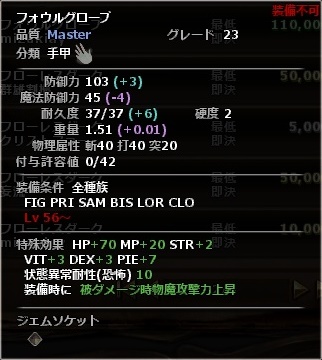 フォウルグローブ
装備不可
品質 Master グレード 23
分類 手甲
防御力 103 (+3)
魔法防御力 45 (-4)
耐久度 37/37 (+6) 硬度 2
重量 1.51 (+0.01)
物理属性 斬40 打40 突20
付与許容値 0/42
装備条件 全種族
FIG PRI SAM BIS LOR CLO
Lv 56～
特殊効果 HP+70 MP+20 STR+2
VIT+3 DEX+3 PIE+7
状態異常耐性(恐怖) 10
装備時に 被ダメージ時物魔攻撃力上昇
ジェムソケット